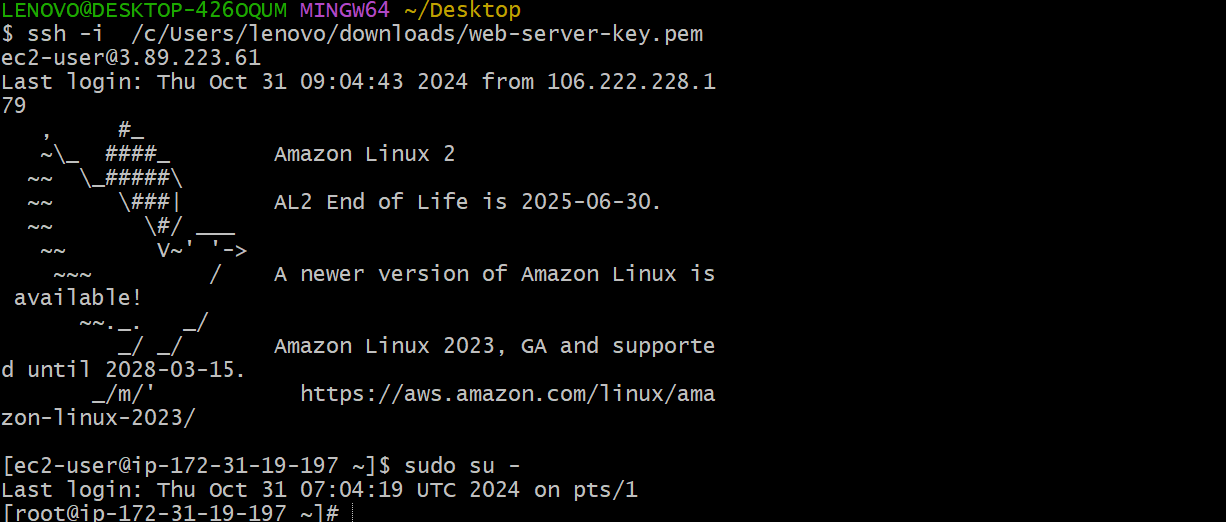 LENOVO@DESKTOP-426OQUM MINGW64 ~/Desktop
$ ssh -i  /c/Users/lenovo/downloads/web-server-key.pem
ec2-user@3.89.223.61
Last login: Thu Oct 31 09:04:43 2024 from 106.222.228.1
79
   ,     #_
   ~\_  ####_        Amazon Linux 2
  ~~  \_#####\
  ~~     \###|       AL2 End of Life is 2025-06-30.
  ~~       \#/ ___
   ~~       V~' '->
    ~~~         /    A newer version of Amazon Linux is
 available!
      ~~._.   _/
         _/ _/       Amazon Linux 2023, GA and supporte
d until 2028-03-15.
       _/m/'           https://aws.amazon.com/linux/ama
zon-linux-2023/

[ec2-user@ip-172-31-19-197 ~]$ sudo su -
Last login: Thu Oct 31 07:04:19 UTC 2024 on pts/1
[root@ip-172-31-19-197 ~]#